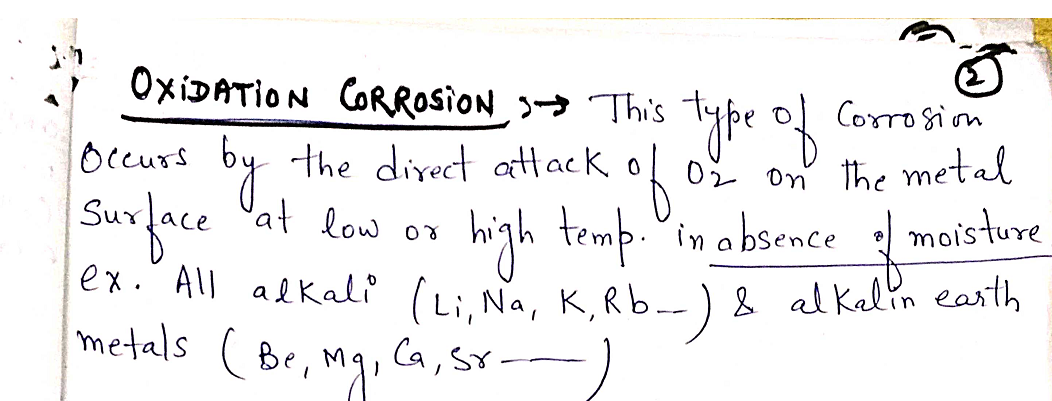 ②
OXiDATiON CORROSiON :→ This type of Corrosion
Occurs by the direct attack of O2 on the metal
Surface at low or high temp. in absence of moisture
ex. All alkali (Li, Na, K, Rb --) & alkalin earth
metals ( Be, Mg, Ca, Sr —— )